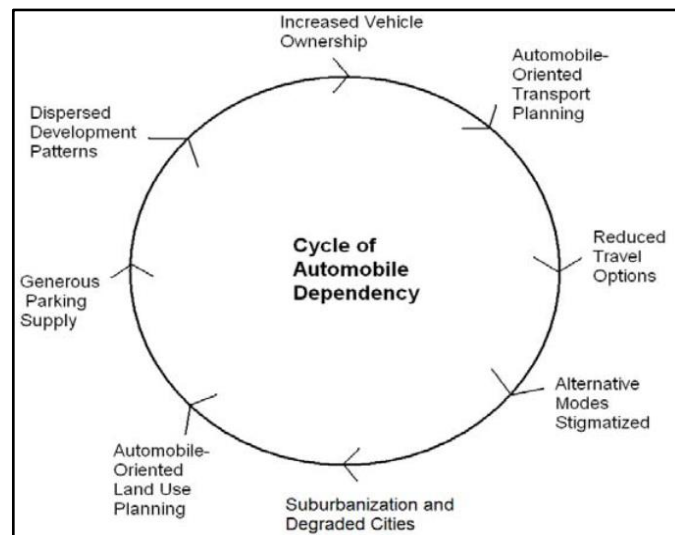 Increased Vehicle
Ownership
Automobile-
Oriented
Transport
Planning
Reduced
Travel
Options
Alternative
Modes
Stigmatized
Suburbanization and
Degraded Cities
Automobile-
Oriented
Land Use
Planning
Generous
Parking
Supply
Dispersed
Development
Patterns
Cycle of
Automobile
Dependency